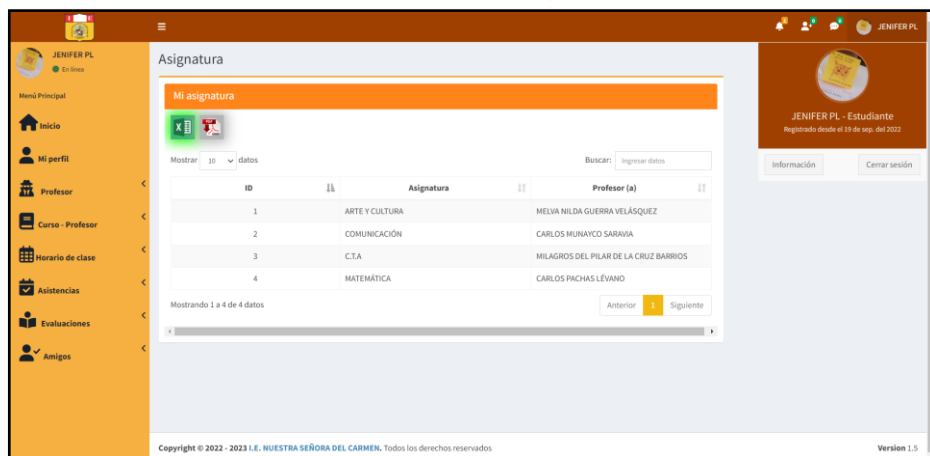 JENIFER PL
JENIFER PL
En línea
Menú Principal
Inicio
Mi perfil
Profesor
Curso - Profesor
Horario de clase
Asistencias
Evaluaciones
Amigos
Asignatura
Mi asignatura
Mostrar 10 datos
Buscar: Ingresar datos
ID Asignatura Profesor (a)
1 ARTE Y CULTURA MELVA NILDA GUERRA VELÁSQUEZ
2 COMUNICACIÓN CARLOS MUNAYCO SARAVIA
3 C.T.A MILAGROS DEL PILAR DE LA CRUZ BARRIOS
4 MATEMÁTICA CARLOS PACHAS LÉVANO
Mostrando 1 a 4 de 4 datos
Anterior 1 Siguiente
JENIFER PL - Estudiante
Registrado desde el 19 de sep. del 2022
Información Cerrar sesión
Copyright © 2022 - 2023 I.E. NUESTRA SEÑORA DEL CARMEN. Todos los derechos reservados
Version 1.5